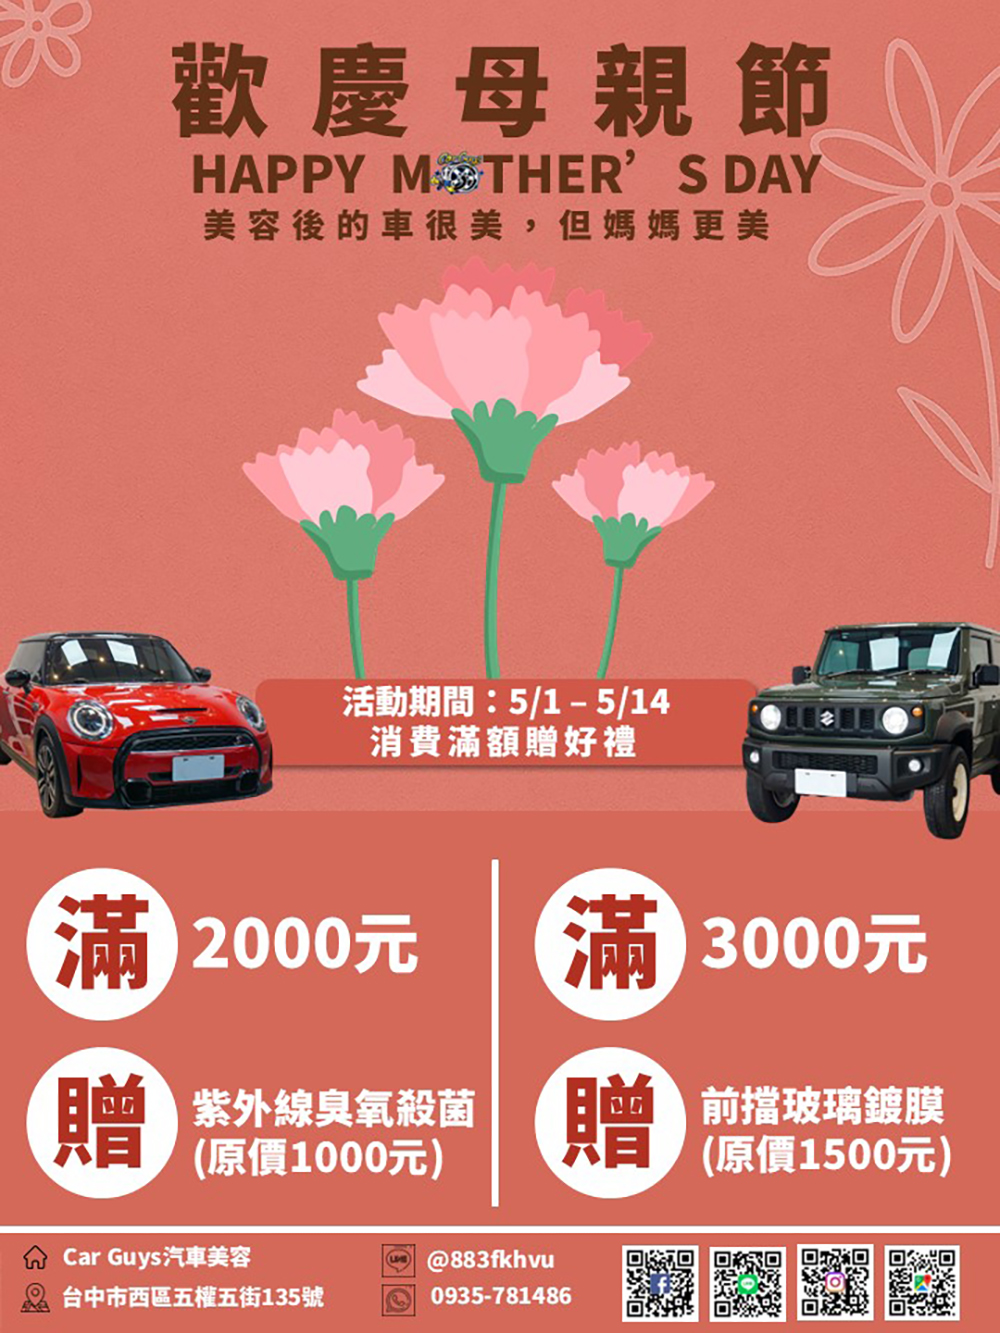 歡慶母親節
HAPPY M THER'S DAY
美容後的車很美，但媽媽更美
活動期間：5/1 – 5/14
消費滿額贈好禮
滿 2000元
贈 紫外線臭氧殺菌
(原價1000元)
滿 3000元
贈 前擋玻璃鍍膜
(原價1500元)
Car Guys汽車美容
台中市西區五權五街135號
LINE @883fkhvu
0935-781486